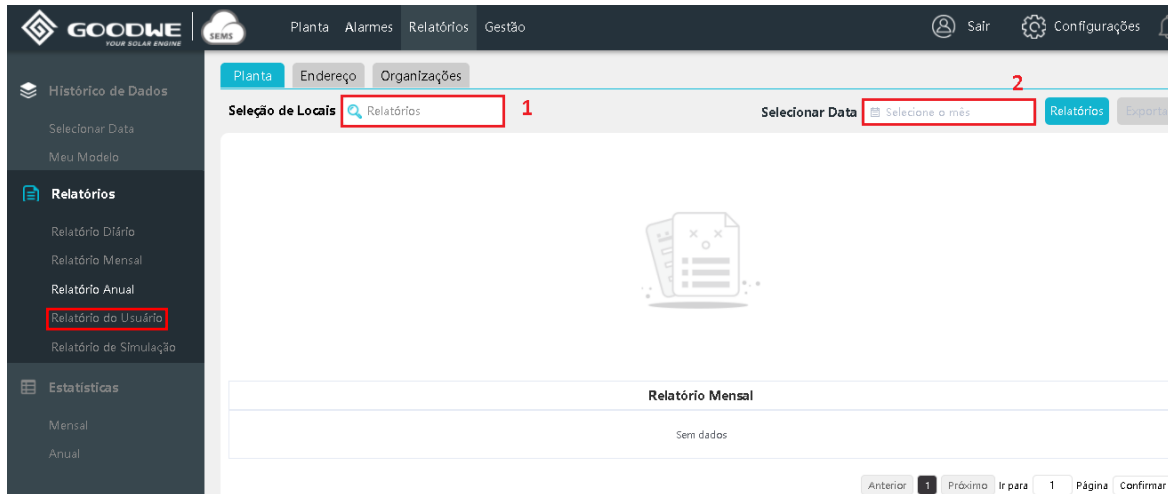 GOODWE
YOUR SOLAR ENGINE
SEMS
Planta Alarmes Relatórios Gestão
Sair
Configurações
Histórico de Dados
Selecionar Data
Meu Modelo
Relatórios
Relatório Diário
Relatório Mensal
Relatório Anual
Relatório do Usuário
Relatório de Simulação
Estatísticas
Mensal
Anual
Planta Endereço Organizações
Seleção de Locais Relatórios 1
2
Selecionar Data Selecione o mês Relatórios Exporta
Relatório Mensal
Sem dados
Anterior 1 Próximo Ir para 1 Página Confirmar